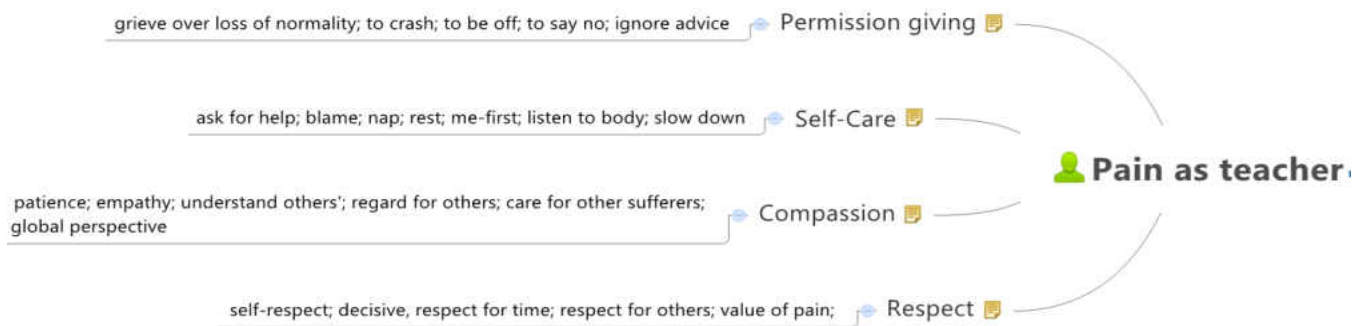 grieve over loss of normality; to crash; to be off; to say no; ignore advice
Permission giving
ask for help; blame; nap; rest; me-first; listen to body; slow down
Self-Care
Pain as teacher
patience; empathy; understand others'; regard for others; care for other sufferers;
global perspective
Compassion
self-respect; decisive, respect for time; respect for others; value of pain;
Respect